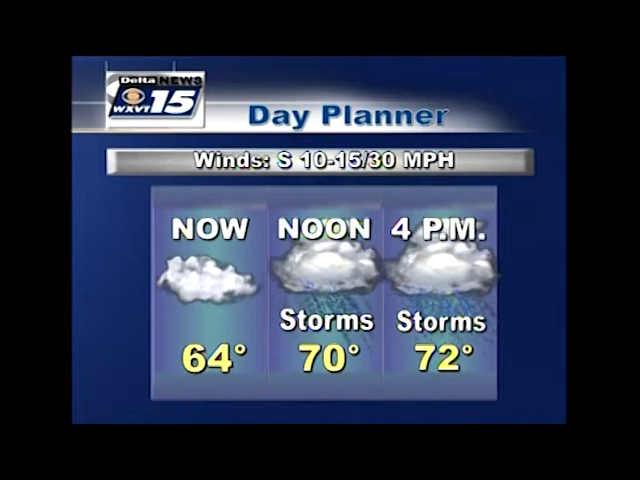 Delta NEWS
WXVT 15
Day Planner
Winds: S 10-15/30 MPH
NOW NOON 4 P.M.
Storms Storms
64° 70° 72°